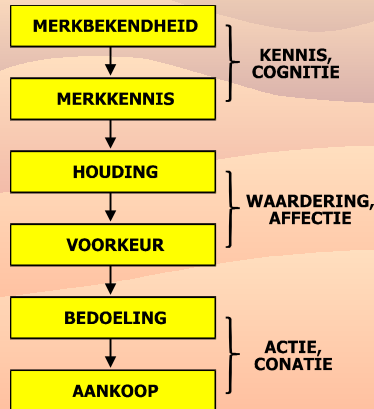 MERKBEKENDHEID
KENNIS,
COGNITIE
MERKKENNIS
HOUDING
WAARDERING,
AFFECTIE
VOORKEUR
BEDOELING
ACTIE,
CONATIE
AANKOOP